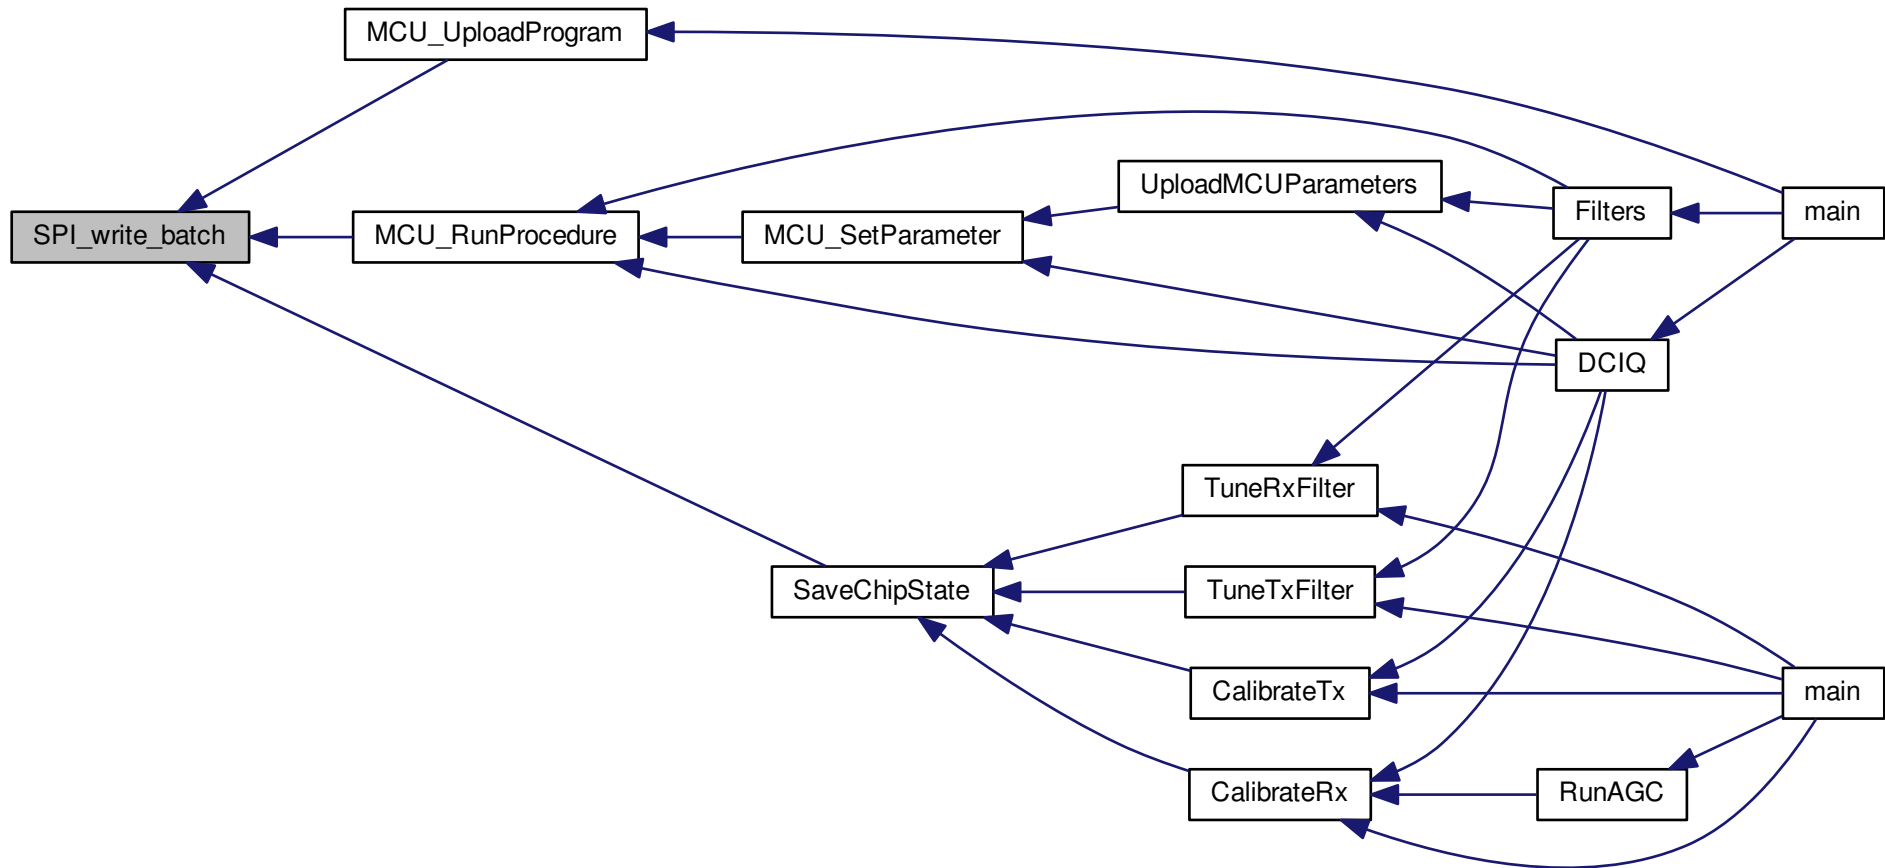 MCU_UploadProgram
UploadMCUParameters
Filters
main
SPI_write_batch
MCU_RunProcedure
MCU_SetParameter
DCIQ
TuneRxFilter
SaveChipState
TuneTxFilter
CalibrateTx
main
CalibrateRx
RunAGC